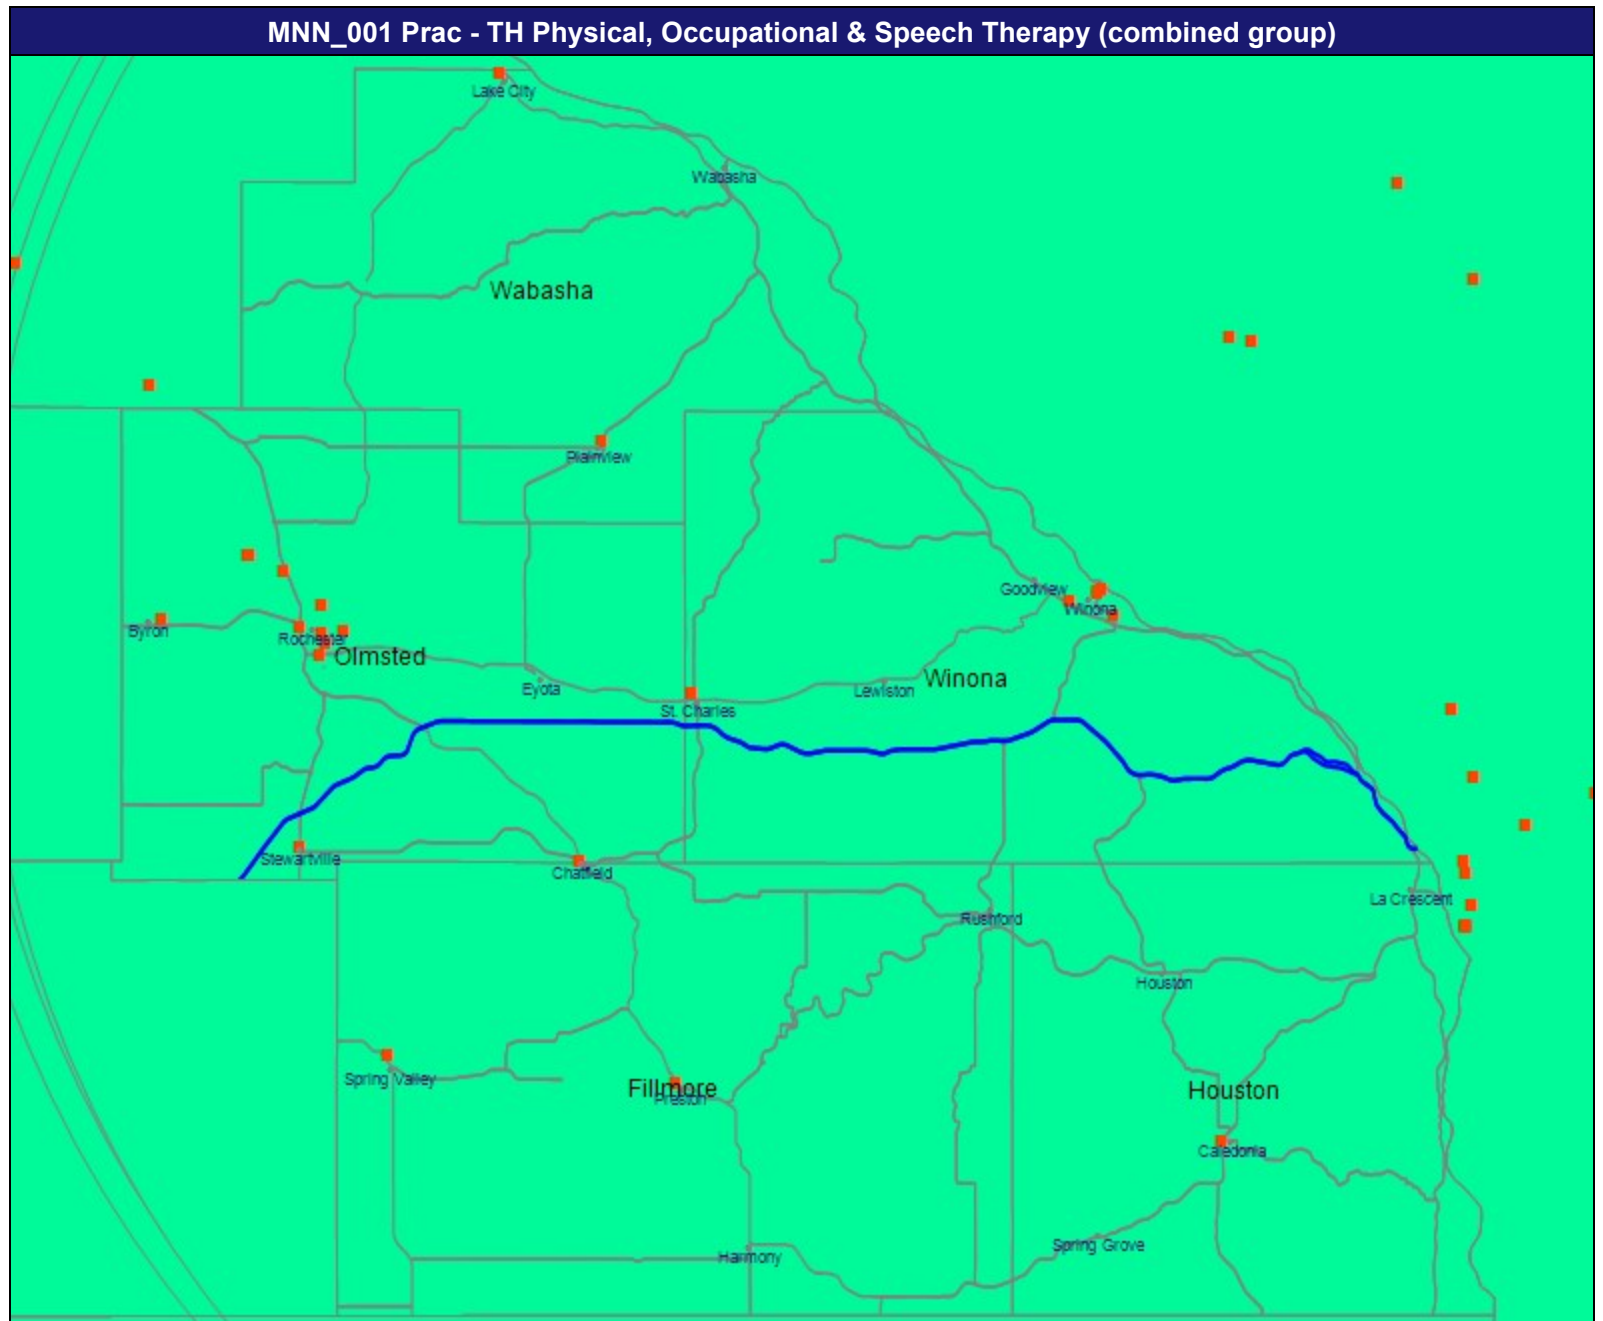 MNN_001 Prac - TH Physical, Occupational & Speech Therapy (combined group)
Lake City
Wabasha
Wabasha
Plainview
Goodview
Winona
Byron
Rochester
Olmsted
Eyota
Lewiston
Winona
St. Charles
Stewartville
Chatfield
La Crescent
Rushford
Houston
Spring Valley
Fillmore
Preston
Houston
Caledonia
Harmony
Spring Grove